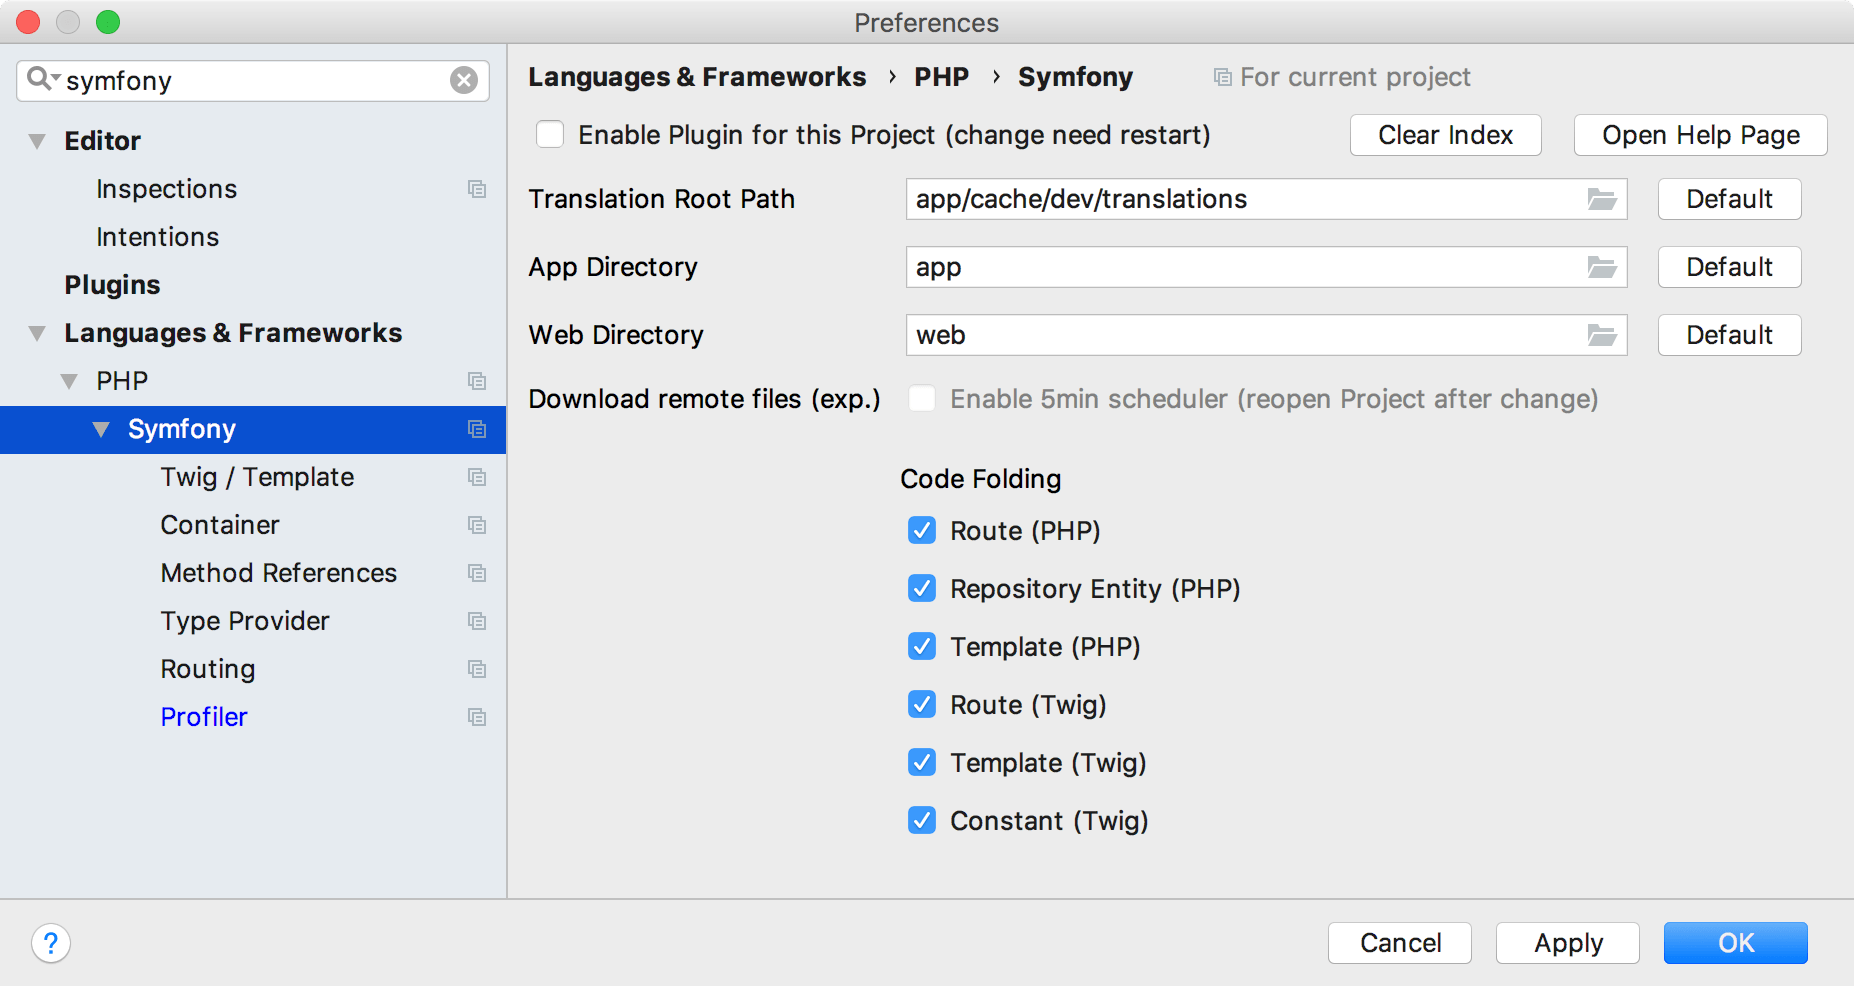 Preferences
symfony
Editor
Inspections
Intentions
Plugins
Languages & Frameworks
PHP
Symfony
Twig / Template
Container
Method References
Type Provider
Routing
Profiler
Languages & Frameworks › PHP › Symfony For current project
Enable Plugin for this Project (change need restart) Clear Index Open Help Page
Translation Root Path app/cache/dev/translations Default
App Directory app Default
Web Directory web Default
Download remote files (exp.) Enable 5min scheduler (reopen Project after change)
Code Folding
Route (PHP)
Repository Entity (PHP)
Template (PHP)
Route (Twig)
Template (Twig)
Constant (Twig)
? Cancel Apply OK